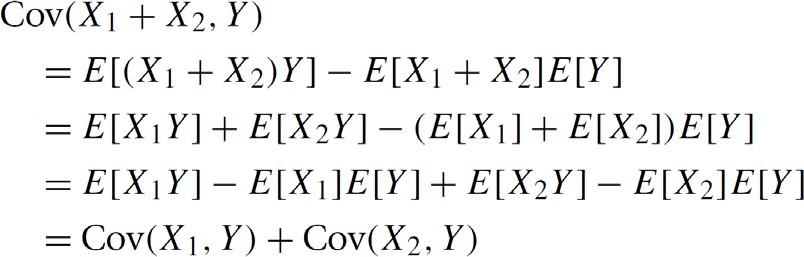 Cov(X₁ + X₂, Y)
= E[(X₁ + X₂)Y] − E[X₁ + X₂]E[Y]
= E[X₁Y] + E[X₂Y] − (E[X₁] + E[X₂])E[Y]
= E[X₁Y] − E[X₁]E[Y] + E[X₂Y] − E[X₂]E[Y]
= Cov(X₁, Y) + Cov(X₂, Y)